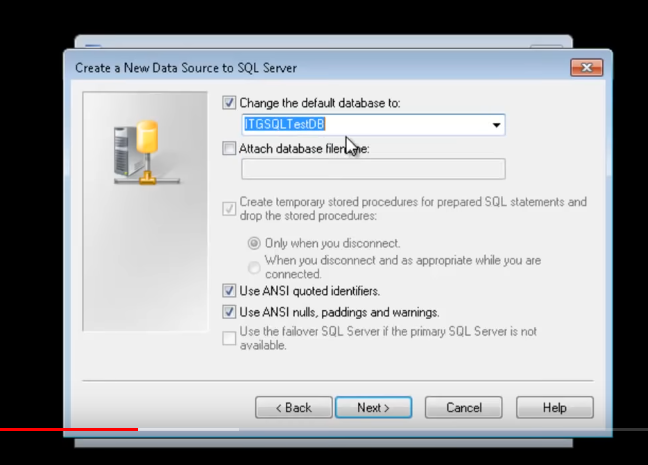 Create a New Data Source to SQL Server
Change the default database to:
ITGSQLTestDB
Attach database filename:
Create temporary stored procedures for prepared SQL statements and
drop the stored procedures:
Only when you disconnect.
When you disconnect and as appropriate while you are
connected.
Use ANSI quoted identifiers.
Use ANSI nulls, paddings and warnings.
Use the failover SQL Server if the primary SQL Server is not
available.
< Back
Next >
Cancel
Help